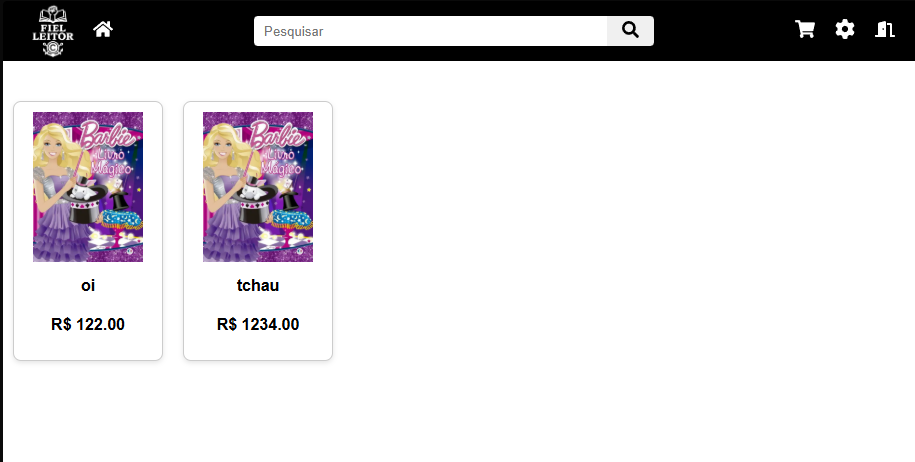 FIEL
LEITOR
C
Pesquisar
Barbie
Livro
Mágico
Barbie
Livro
Mágico
oi
tchau
R$ 122.00
R$ 1234.00